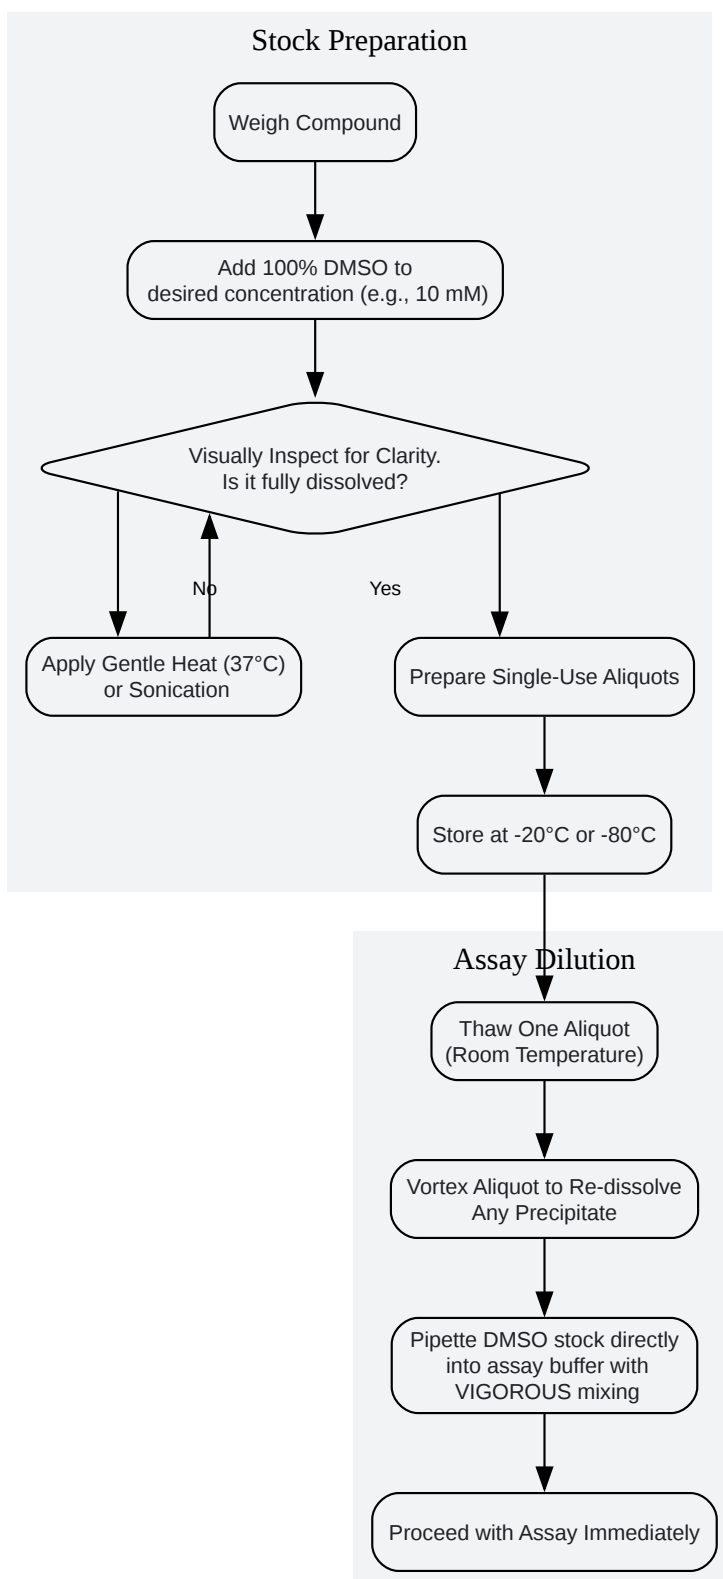 Stock Preparation
Weigh Compound
Add 100% DMSO to
desired concentration (e.g., 10 mM)
Visually Inspect for Clarity.
Is it fully dissolved?
No
Yes
Apply Gentle Heat (37°C)
or Sonication
Prepare Single-Use Aliquots
Store at -20°C or -80°C
Assay Dilution
Thaw One Aliquot
(Room Temperature)
Vortex Aliquot to Re-dissolve
Any Precipitate
Pipette DMSO stock directly
into assay buffer with
VIGOROUS mixing
Proceed with Assay Immediately